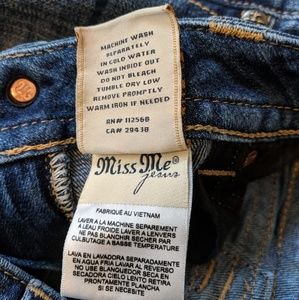 MACHINE WASH
SEPARATELY
IN COLD WATER
WASH INSIDE OUT
DO NOT BLEACH
TUMBLE DRY LOW
REMOVE PROMPTLY
WARM IRON IF NEEDED
RN# 112568
CA# 29438
Miss Me®
jeans
FABRIQUÉ AU VIETNAM
LAVER A LA MACHINE SEPAREMENT
A L'EAU FROIDE LAVER A L'ENVERS
NE PAS BLANCHIR SECHER PAR
CULBUTAGE A BASSE TEMPERATURE
LAVA EN LAVADORA SEPARADAMENTE
EN AGUA FRIA LAVAR AL REVERSO
NO USE BLANQUEDOR SECA EN
SECADORA CIELO LENTO RETIRA
PRONTAMENTE PLANCHA
SI SE NECESITE